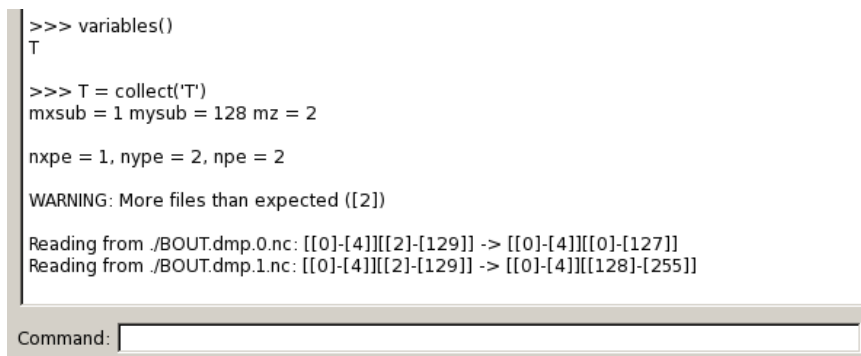 >>> variables()
T
>>> T = collect('T')
mxsub = 1 mysub = 128 mz = 2
nxpe = 1, nype = 2, npe = 2
WARNING: More files than expected ([2])
Reading from ./BOUT.dmp.0.nc: [[0]-[4]][[2]-[129]] -> [[0]-[4]][[0]-[127]]
Reading from ./BOUT.dmp.1.nc: [[0]-[4]][[2]-[129]] -> [[0]-[4]][[128]-[255]]
Command: